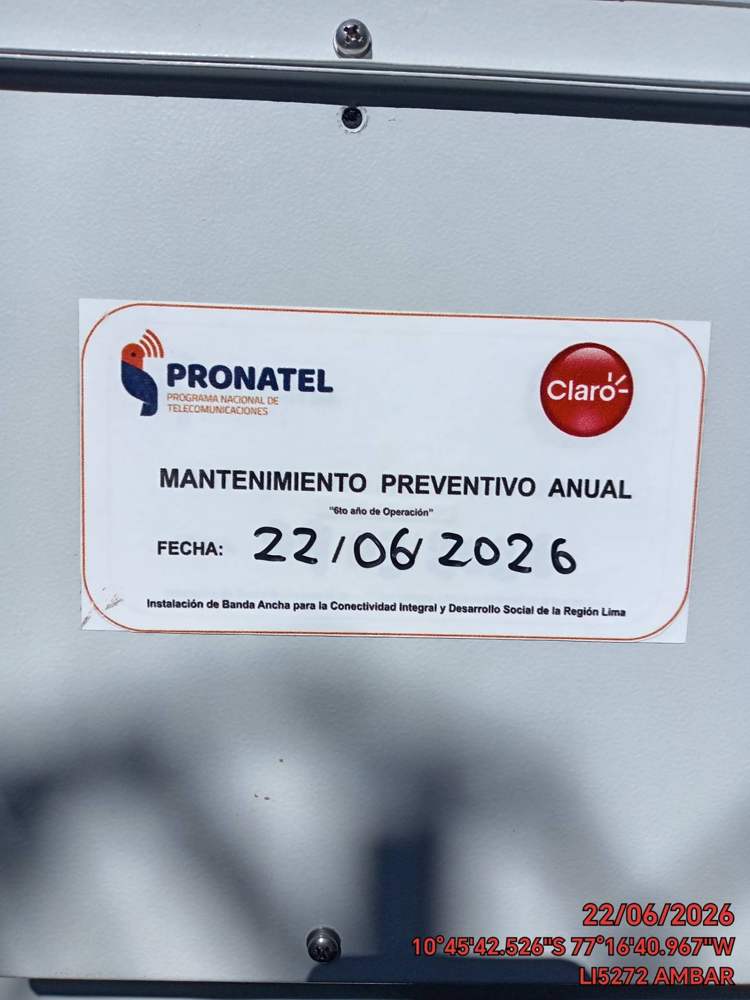 PRONATEL
PROGRAMA NACIONAL DE
TELECOMUNICACIONES
Claro
MANTENIMIENTO PREVENTIVO ANUAL
"6to año de Operación"
FECHA: 22/06/2026
Instalación de Banda Ancha para la Conectividad Integral y Desarrollo Social de la Región Lima
22/06/2026
10°45'42.526"S 77°16'40.967"W
LI5272 AMBAR